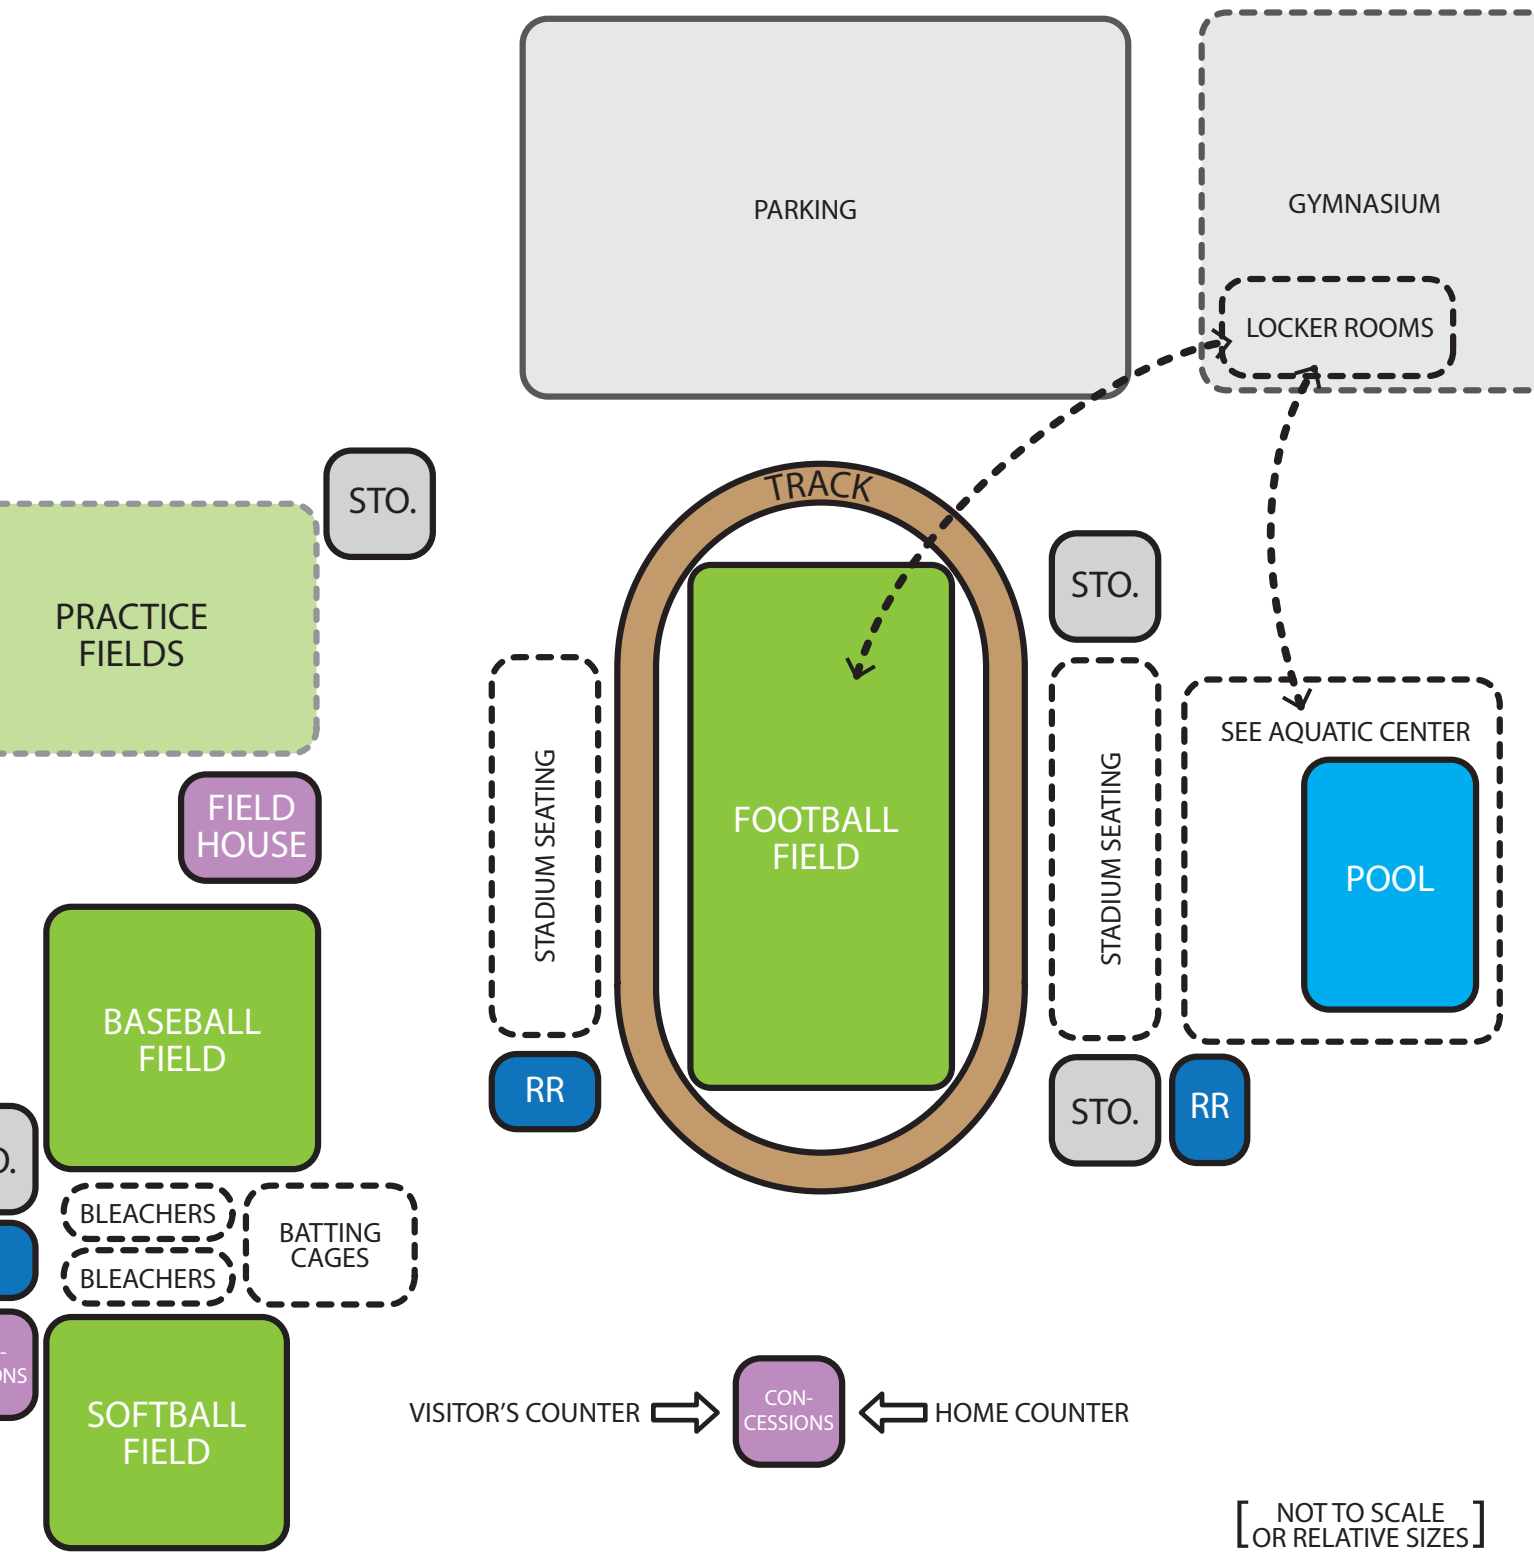 PARKING
GYMNASIUM
LOCKER ROOMS
TRACK
STO.
STO.
PRACTICE
FIELDS
SEE AQUATIC CENTER
STADIUM SEATING
STADIUM SEATING
FIELD
HOUSE
FOOTBALL
FIELD
POOL
BASEBALL
FIELD
RR
STO.
RR
BLEACHERS
BATTING
CAGES
BLEACHERS
SOFTBALL
FIELD
VISITOR'S COUNTER
CON-
CESSIONS
HOME COUNTER
NOT TO SCALE
OR RELATIVE SIZES